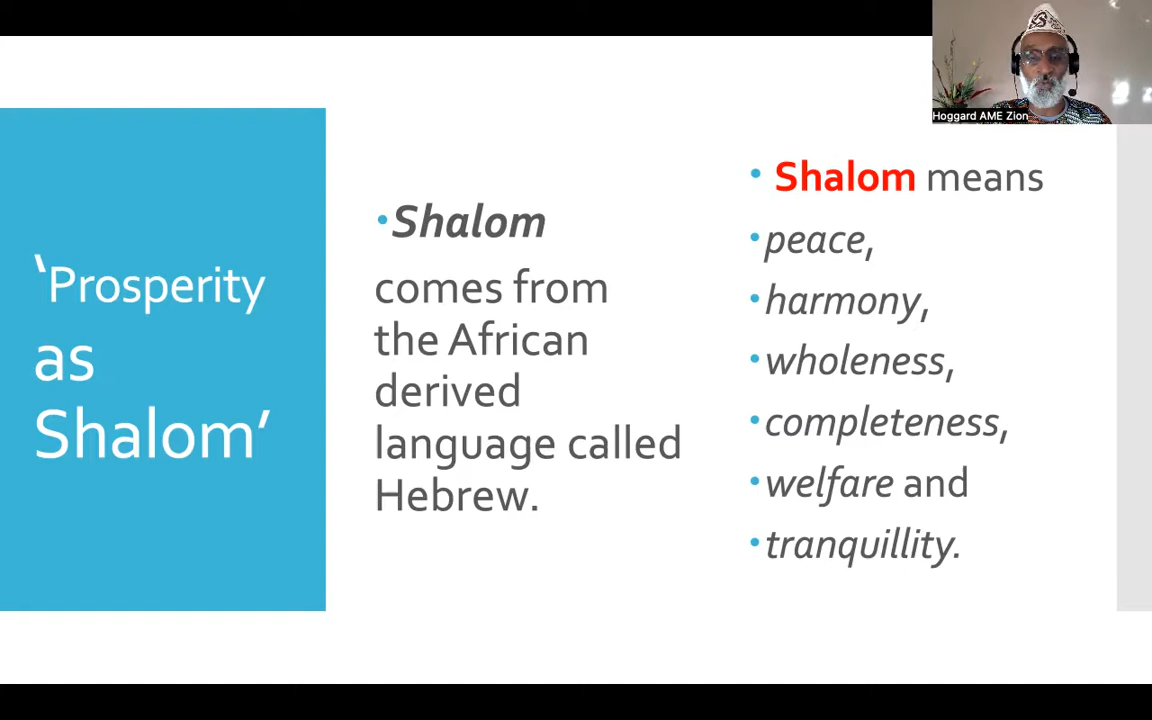 ‘Prosperity
as
Shalom’
•Shalom
comes from
the African
derived
language called
Hebrew.
• Shalom means
•peace,
•harmony,
•wholeness,
•completeness,
•welfare and
•tranquillity.
Hoggard AME Zion